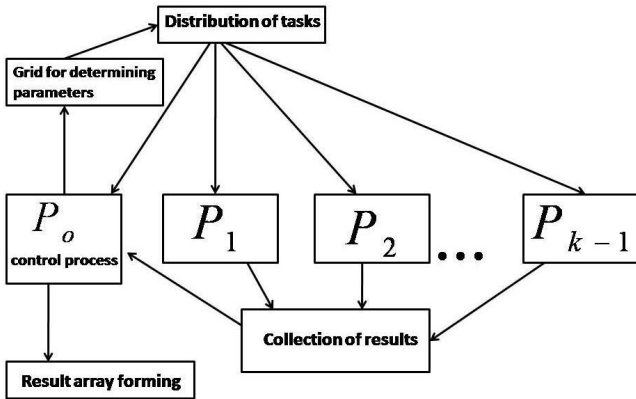 Distribution of tasks
Grid for determining
parameters
P_o
control process
P_1
P_2
...
P_{k-1}
Collection of results
Result array forming